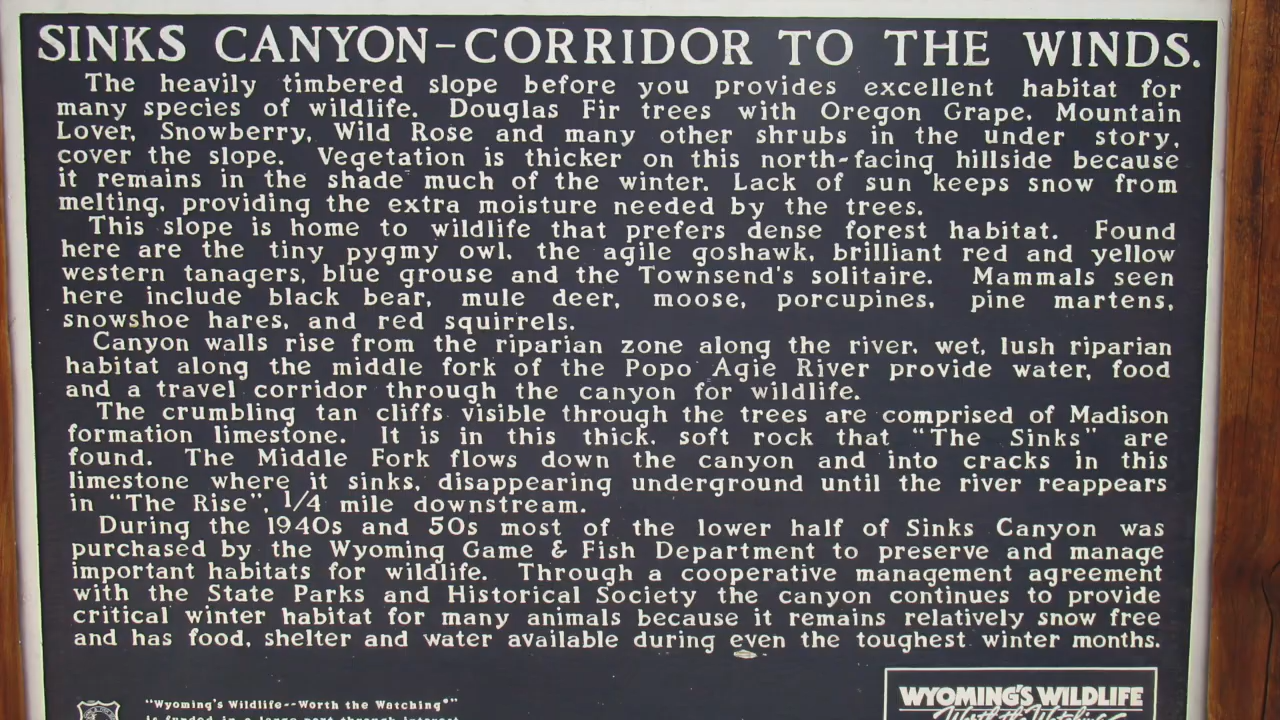 SINKS CANYON-CORRIDOR TO THE WINDS.
The heavily timbered slope before you provides excellent habitat for
many species of wildlife. Douglas Fir trees with Oregon Grape, Mountain
Lover, Snowberry, Wild Rose and many other shrubs in the under story,
cover the slope. Vegetation is thicker on this north-facing hillside because
it remains in the shade much of the winter. Lack of sun keeps snow from
melting, providing the extra moisture needed by the trees.
This slope is home to wildlife that prefers dense forest habitat. Found
here are the tiny pygmy owl, the agile goshawk, brilliant red and yellow
western tanagers, blue grouse and the Townsend's solitaire. Mammals seen
here include black bear, mule deer, moose, porcupines, pine martens,
snowshoe hares, and red squirrels.
Canyon walls rise from the riparian zone along the river, wet, lush riparian
habitat along the middle fork of the Popo Agie River provide water, food
and a travel corridor through the canyon for wildlife.
The crumbling tan cliffs visible through the trees are comprised of Madison
formation limestone. It is in this thick, soft rock that "The Sinks" are
found. The Middle Fork flows down the canyon and into cracks in this
limestone where it sinks, disappearing underground until the river reappears
in "The Rise", 1/4 mile downstream.
During the 1940s and 50s most of the lower half of Sinks Canyon was
purchased by the Wyoming Game & Fish Department to preserve and manage
important habitats for wildlife. Through a cooperative management agreement
with the State Parks and Historical Society the canyon continues to provide
critical winter habitat for many animals because it remains relatively snow free
and has food, shelter and water available during even the toughest winter months.
"Wyoming's Wildlife--Worth the Watching®"
is funded in a large part through interest
WYOMING'S WILDLIFE
Worth the Watching